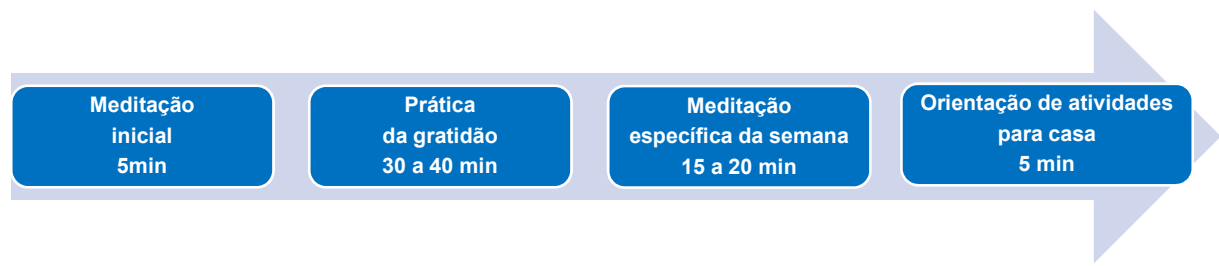 Meditação
inicial
5min
Prática
da gratidão
30 a 40 min
Meditação
específica da semana
15 a 20 min
Orientação de atividades
para casa
5 min